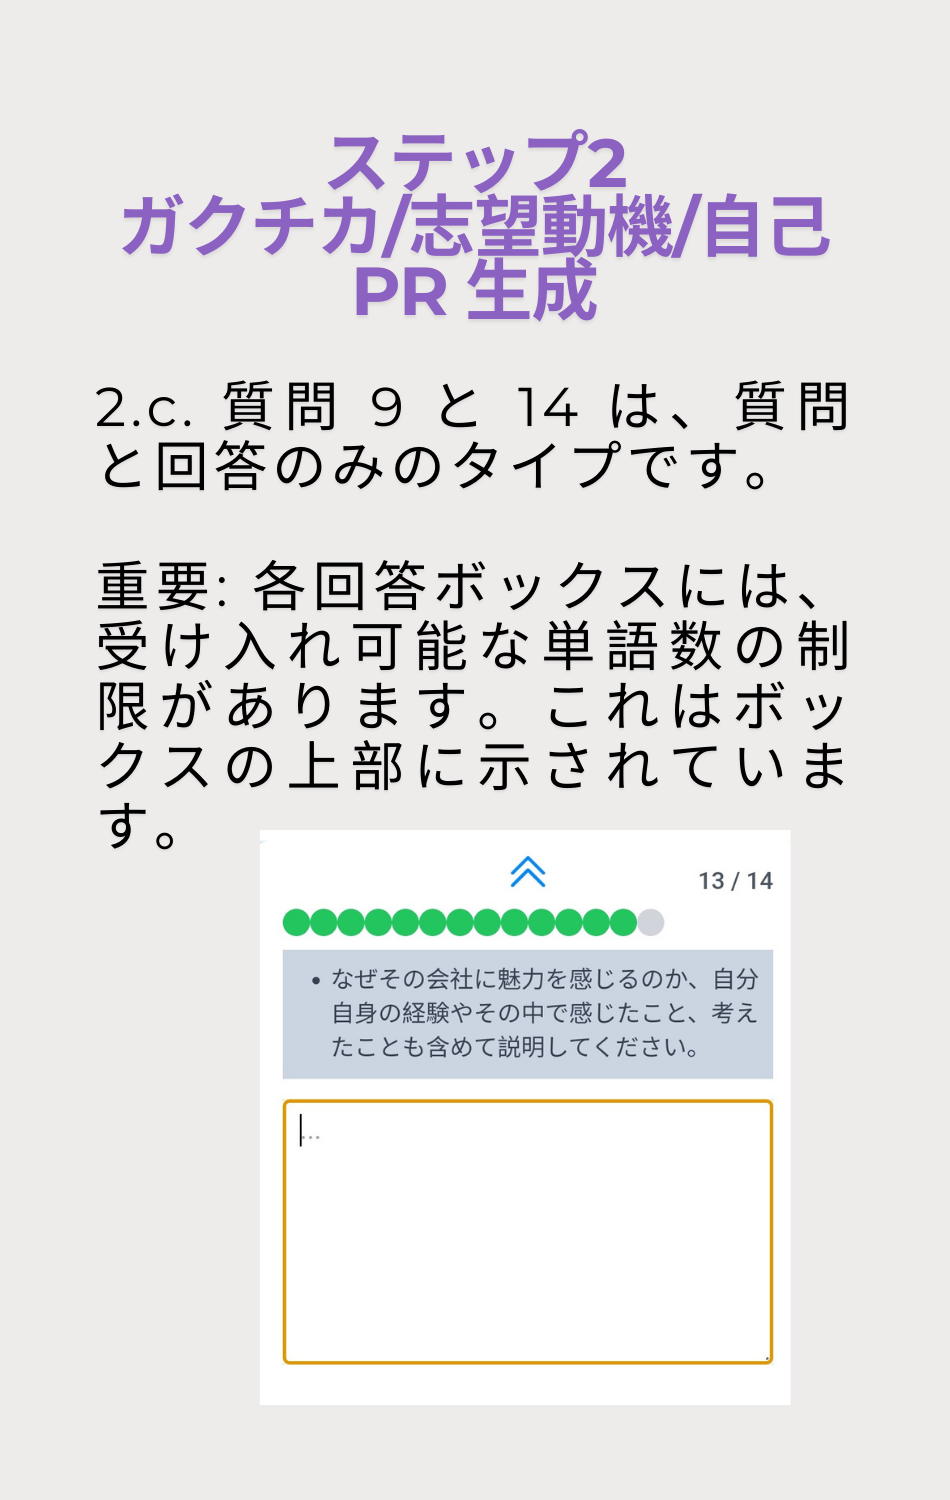 ステップ2
ガクチカ/志望動機/自己
PR 生成
2.c. 質問 9 と 14 は、質問
と回答のみのタイプです。
重要: 各回答ボックスには、
受け入れ可能な単語数の制
限があります。これはボッ
クスの上部に示されていま
す。
13 / 14
• なぜその会社に魅力を感じるのか、自分
自身の経験やその中で感じたこと、考え
たことも含めて説明してください。
...